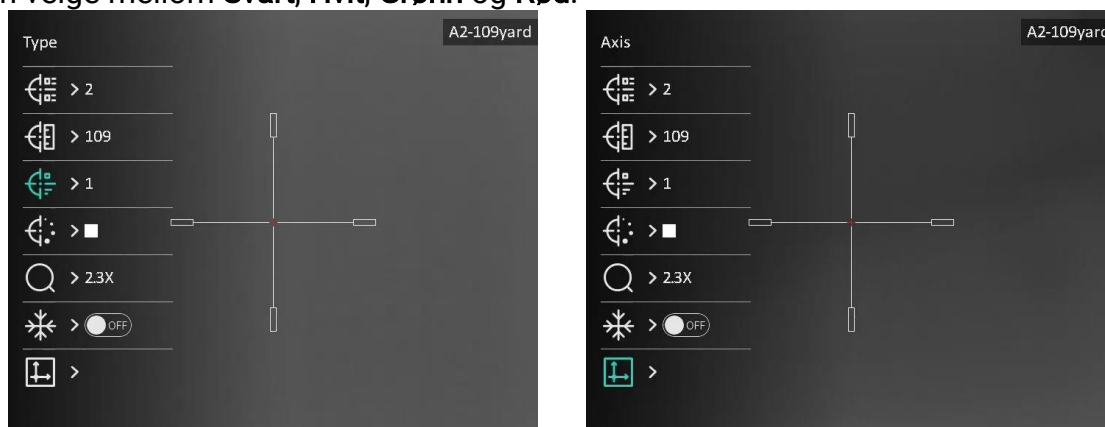 velge mellom Svart, Hvit, Grønn og Rød.
Type
A2-109yard
> 2
> 109
> 1
>
> 2.3X
> OFF
>
Axis
A2-109yard
> 2
> 109
> 1
>
> 2.3X
> OFF
>